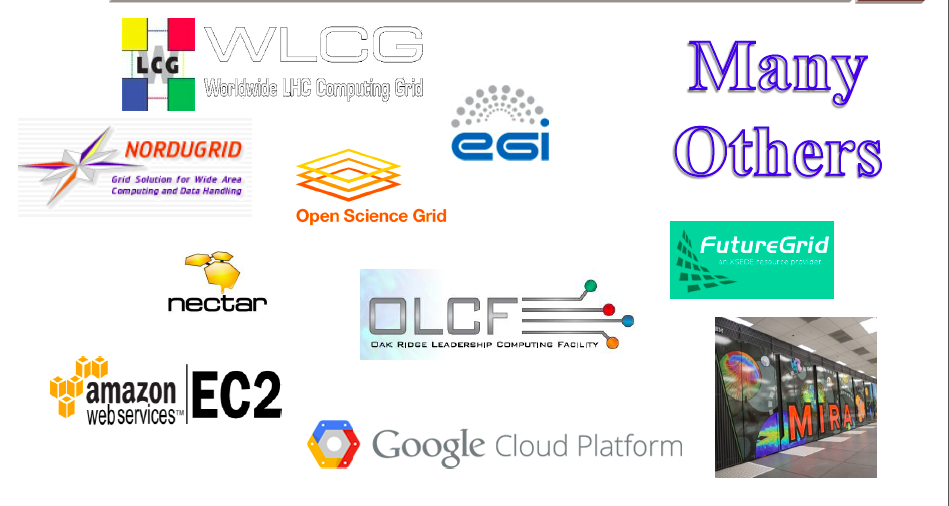 WLCG
LCG
Worldwide LHC Computing Grid
Many
Others
egi
NORDUGRID
Grid Solution for Wide Area
Computing and Data Handling
Open Science Grid
FutureGrid
an XSEDE resource provider
nectar
OLCF
OAK RIDGE LEADERSHIP COMPUTING FACILITY
MIRA
amazon
webservices™
EC2
Google Cloud Platform